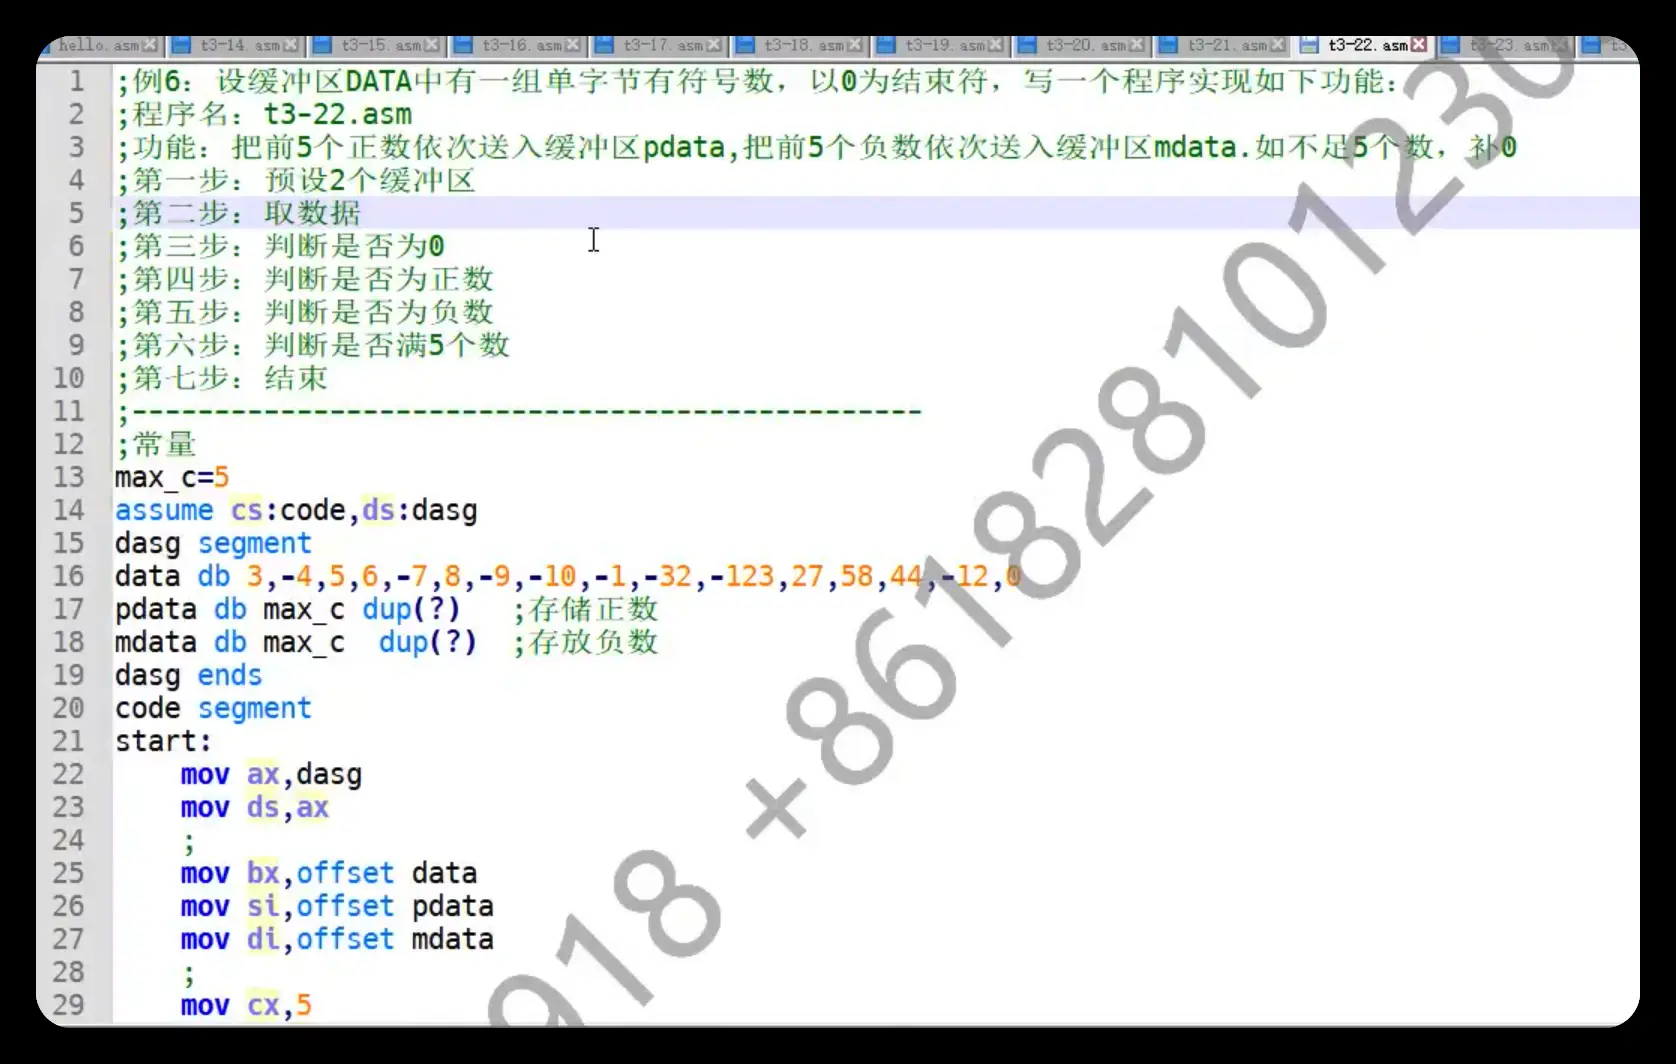 hello.asm t3-14.asm t3-15.asm t3-16.asm t3-17.asm t3-18.asm t3-19.asm t3-20.asm t3-21.asm t3-22.asm t3-23.asm
1 ;例6：设缓冲区DATA中有一组单字节有符号数，以0为结束符，写一个程序实现如下功能：
2 ;程序名：t3-22.asm
3 ;功能：把前5个正数依次送入缓冲区pdata,把前5个负数依次送入缓冲区mdata.如不足5个数，补0
4 ;第一步：预设2个缓冲区
5 ;第二步：取数据
6 ;第三步：判断是否为0
7 ;第四步：判断是否为正数
8 ;第五步：判断是否为负数
9 ;第六步：判断是否满5个数
10 ;第七步：结束
11 ;------------------------------------------------
12 ;常量
13 max_c=5
14 assume cs:code,ds:dasg
15 dasg segment
16 data db 3,-4,5,6,-7,8,-9,-10,-1,-32,-123,27,58,44,-12,0
17 pdata db max_c dup(?) ;存储正数
18 mdata db max_c dup(?) ;存放负数
19 dasg ends
20 code segment
21 start:
22 mov ax,dasg
23 mov ds,ax
24 ;
25 mov bx,offset data
26 mov si,offset pdata
27 mov di,offset mdata
28 ;
29 mov cx,5
918 +861828101230